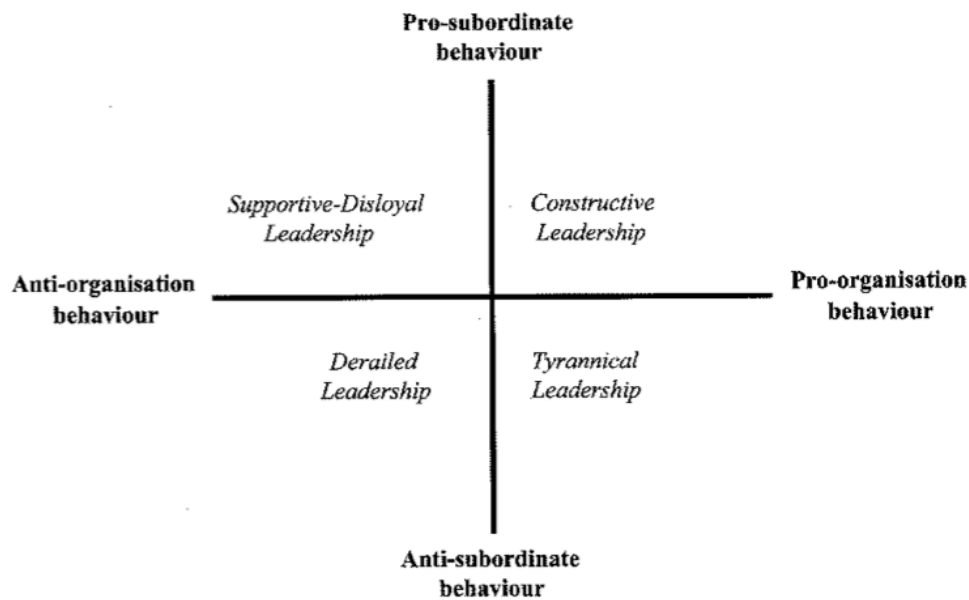 Pro-subordinate
behaviour
Supportive-Disloyal
Leadership
Constructive
Leadership
Anti-organisation
behaviour
Pro-organisation
behaviour
Derailed
Leadership
Tyrannical
Leadership
Anti-subordinate
behaviour